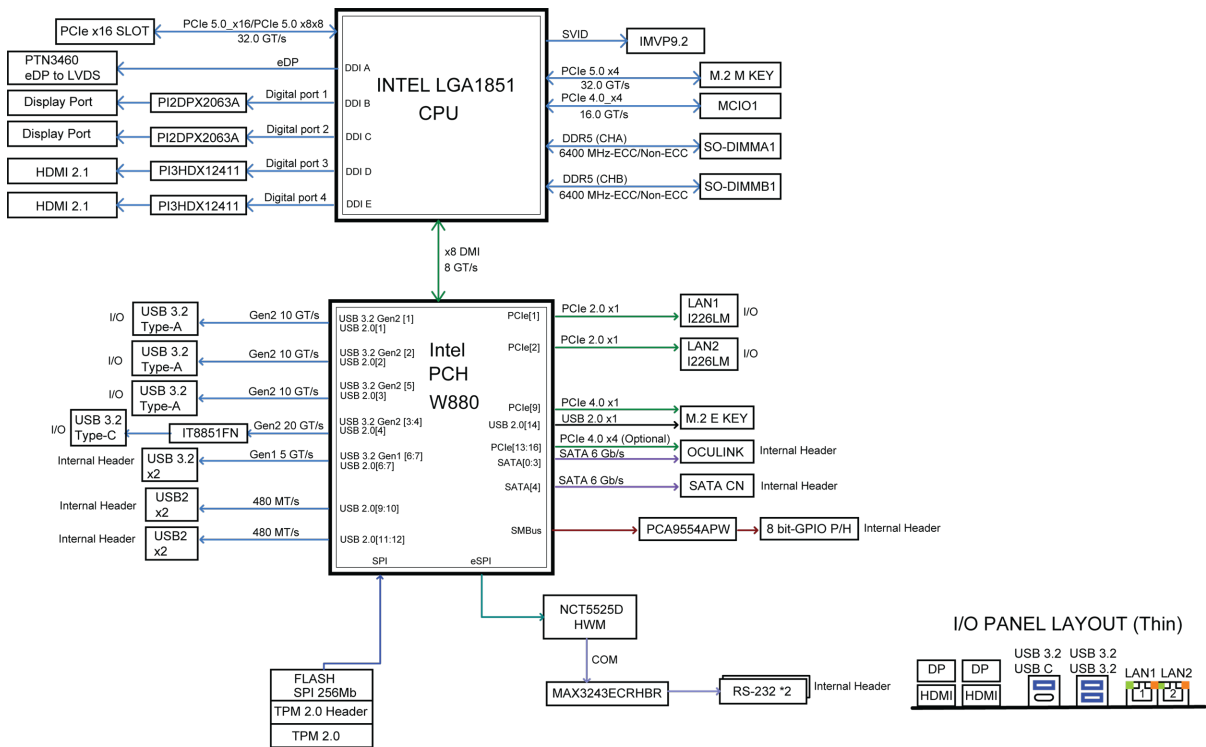 PCIe x16 SLOT
PCIe 5.0_x16/PCIe 5.0 x8x8
32.0 GT/s
PTN3460
eDP to LVDS
eDP
DDI A
Display Port
PI2DPX2063A
Digital port 1
DDI B
Display Port
PI2DPX2063A
Digital port 2
DDI C
HDMI 2.1
PI3HDX12411
Digital port 3
DDI D
HDMI 2.1
PI3HDX12411
Digital port 4
DDI E
INTEL LGA1851
CPU
SVID
IMVP9.2
PCIe 5.0 x4
32.0 GT/s
M.2 M KEY
PCIe 4.0_x4
16.0 GT/s
MCIO1
DDR5 (CHA)
6400 MHz-ECC/Non-ECC
SO-DIMMA1
DDR5 (CHB)
6400 MHz-ECC/Non-ECC
SO-DIMMB1
x8 DMI
8 GT/s
I/O
USB 3.2
Type-A
Gen2 10 GT/s
USB 3.2 Gen2 [1]
USB 2.0[1]
I/O
USB 3.2
Type-A
Gen2 10 GT/s
USB 3.2 Gen2 [2]
USB 2.0[2]
I/O
USB 3.2
Type-A
Gen2 10 GT/s
USB 3.2 Gen2 [5]
USB 2.0[3]
I/O
USB 3.2
Type-C
IT8851FN
Gen2 20 GT/s
USB 3.2 Gen2 [3:4]
USB 2.0[4]
Internal Header
USB 3.2
x2
Gen1 5 GT/s
USB 3.2 Gen1 [6:7]
USB 2.0[6:7]
Internal Header
USB2
x2
480 MT/s
USB 2.0[9:10]
Internal Header
USB2
x2
480 MT/s
USB 2.0[11:12]
Intel
PCH
W880
SPI
eSPI
PCIe[1]
PCIe 2.0 x1
LAN1
I226LM
I/O
PCIe[2]
PCIe 2.0 x1
LAN2
I226LM
I/O
PCIe[9]
PCIe 4.0 x1
USB 2.0[14]
USB 2.0 x1
M.2 E KEY
PCIe[13:16]
PCIe 4.0 x4 (Optional)
SATA[0:3]
SATA 6 Gb/s
OCULINK
Internal Header
SATA[4]
SATA 6 Gb/s
SATA CN
Internal Header
SMBus
PCA9554APW
8 bit-GPIO P/H
Internal Header
NCT5525D
HWM
COM
MAX3243ECRHBR
RS-232 *2
Internal Header
FLASH
SPI 256Mb
TPM 2.0 Header
TPM 2.0
I/O PANEL LAYOUT (Thin)
DP
DP
HDMI
HDMI
USB 3.2
USB C
USB 3.2
USB 3.2
LAN1
LAN2
1
2